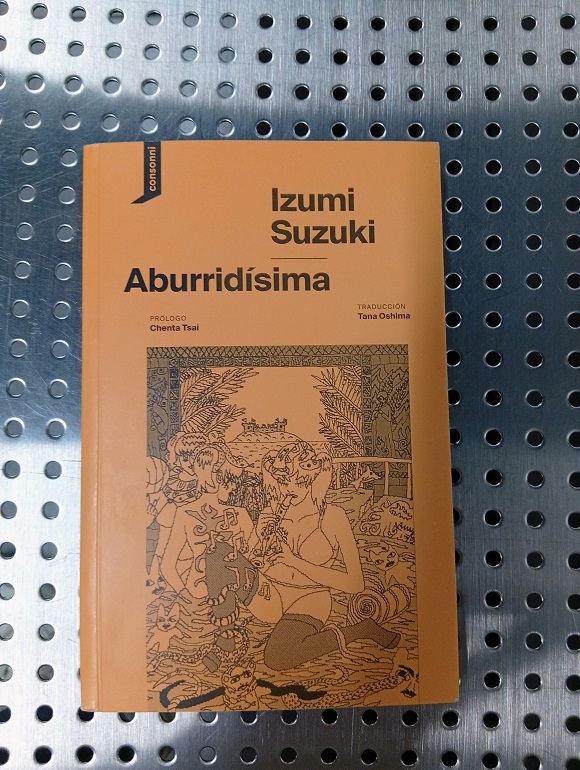 consonni
Izumi
Suzuki
Aburridísima
PRÓLOGO
Chenta Tsai
TRADUCCIÓN
Tana Oshima